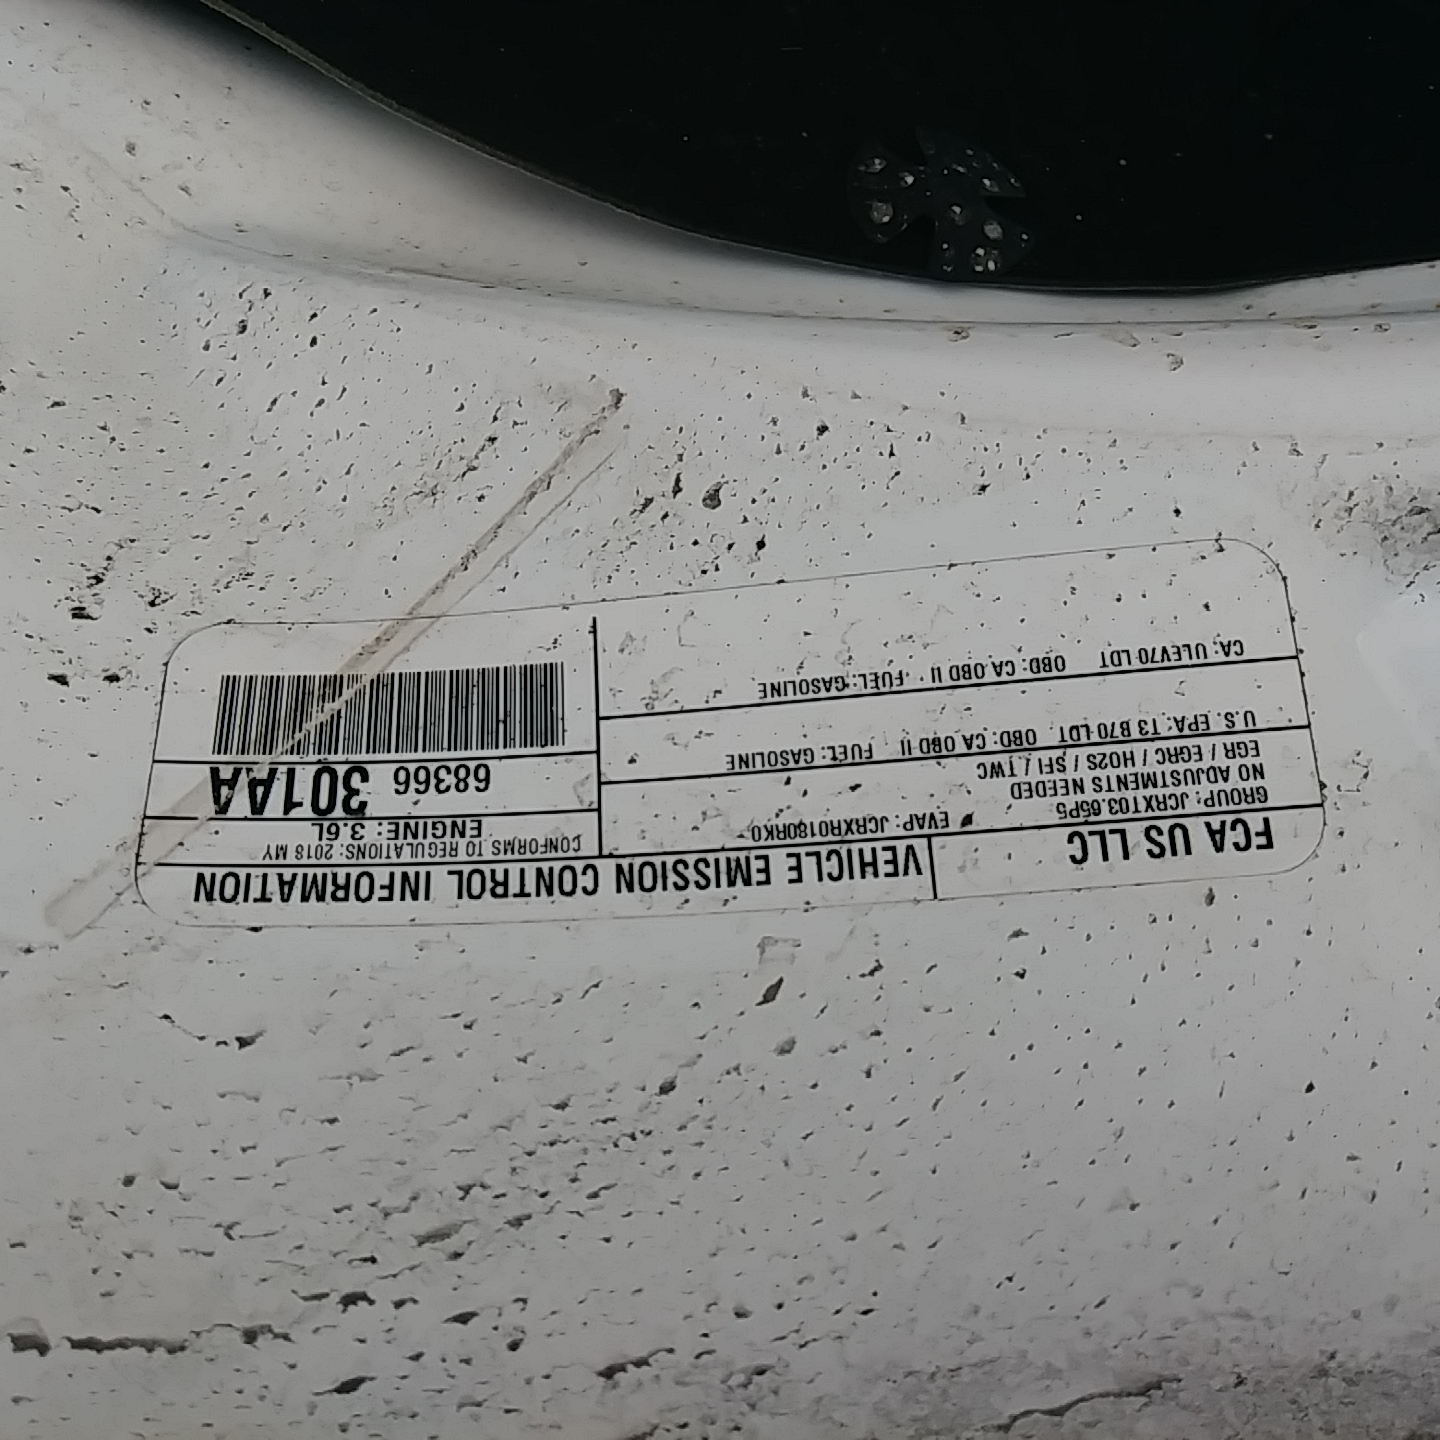 FCA US LLC
VEHICLE EMISSION CONTROL INFORMATION
GROUP: JCRXT03.65P5 EVAP: JCRXR0180RK0
NO ADJUSTMENTS NEEDED
EGR / EGRC / HO2S / SFI / TWC
U.S. EPA: T3 B70 LDT OBD: CA OBD II FUEL: GASOLINE
CA: ULEV70 LDT OBD: CA OBD II FUEL: GASOLINE
CONFORMS TO REGULATIONS: 2018 MY
ENGINE: 3.6L
68366 301AA